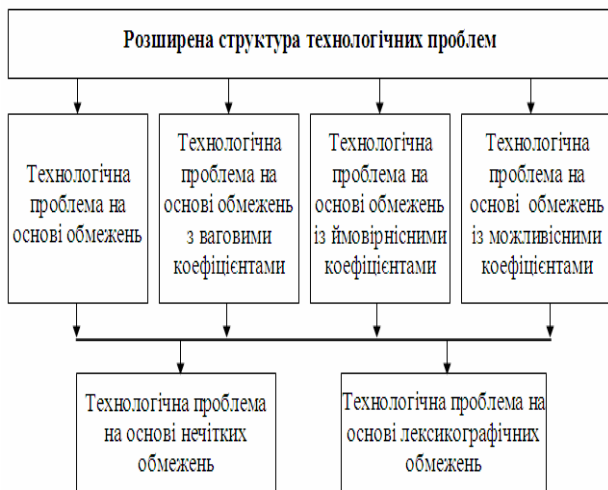 Розширена структура технологічних проблем
Технологічна
проблема на
основі обмежень
Технологічна
проблема на
основі обмежень
з ваговими
коефіцієнтами
Технологічна
проблема на
основі обмежень
із ймовірнісними
коефіцієнтами
Технологічна
проблема на
основі обмежень
із можливісними
коефіцієнтами
Технологічна проблема
на основі нечітких
обмежень
Технологічна проблема на
основі лексикографічних
обмежень